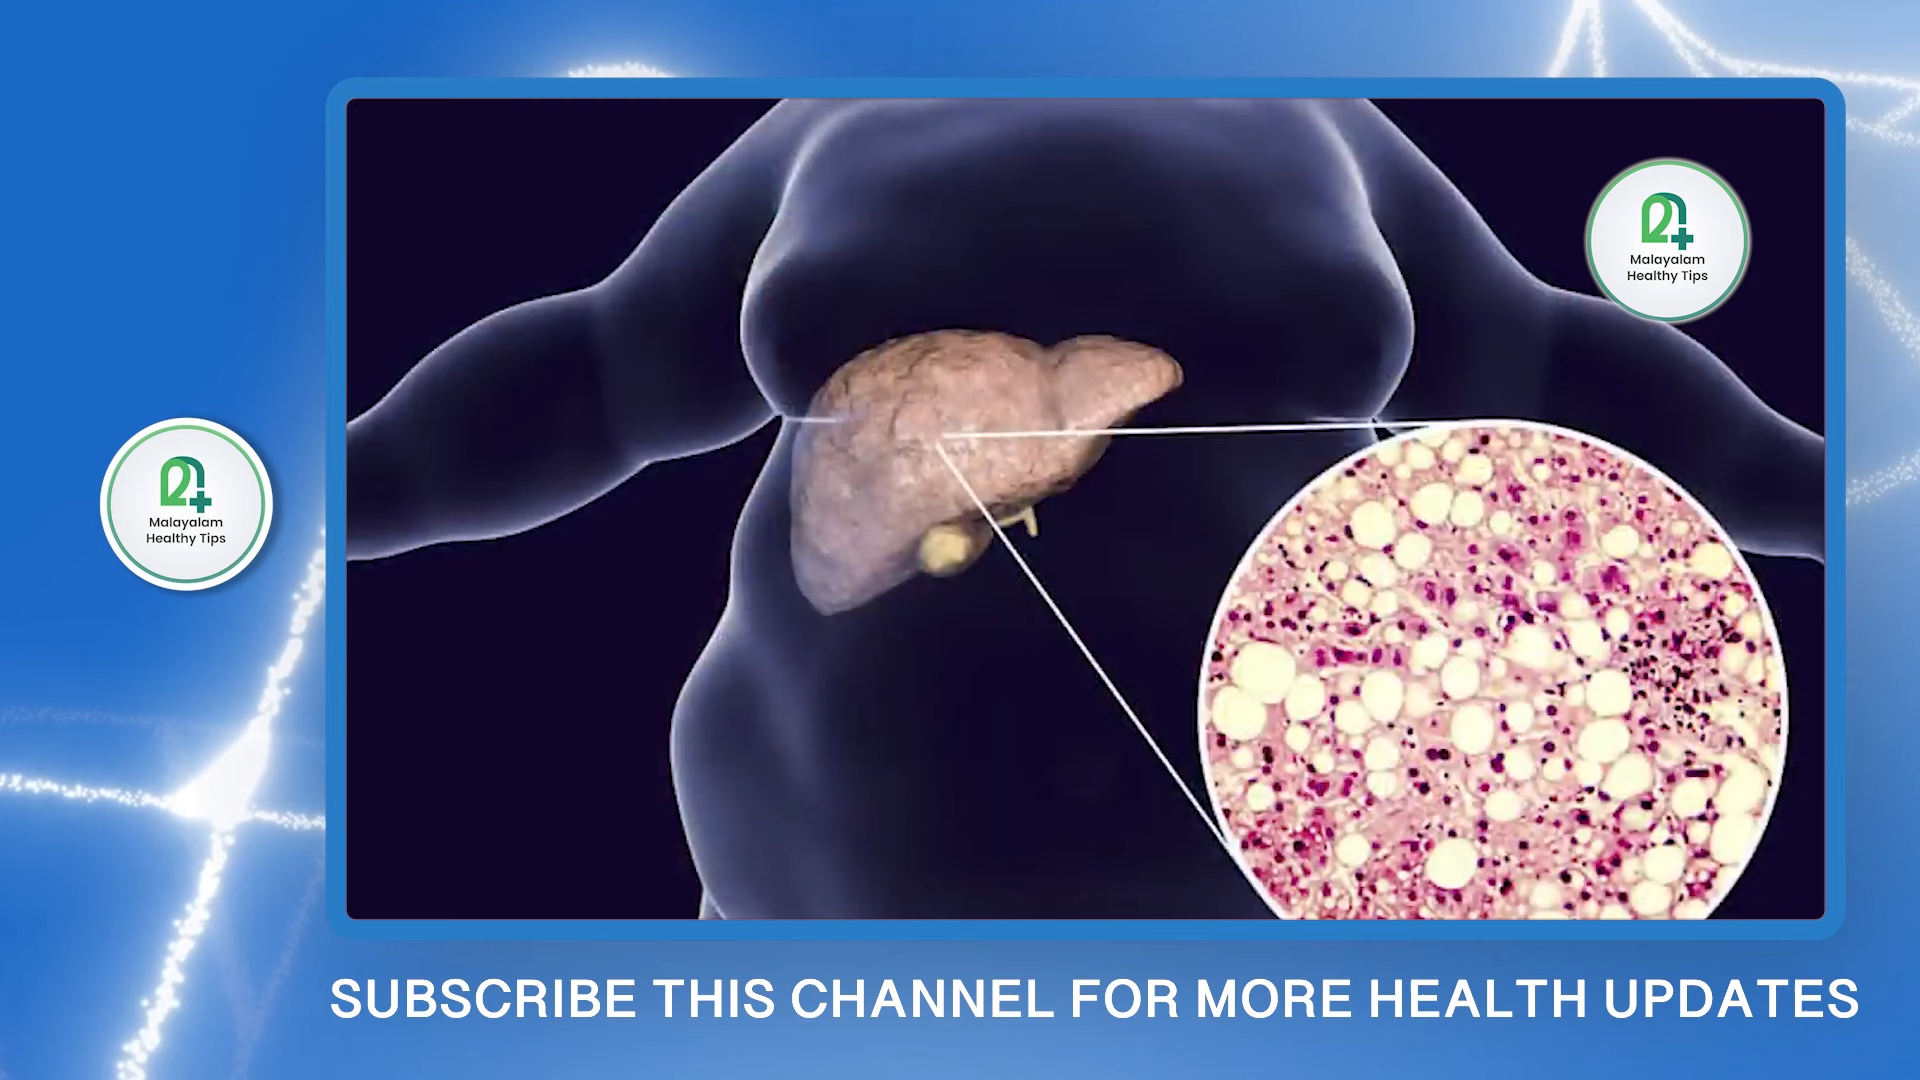 Malayalam
Healthy Tips
Malayalam
Healthy Tips
SUBSCRIBE THIS CHANNEL FOR MORE HEALTH UPDATES